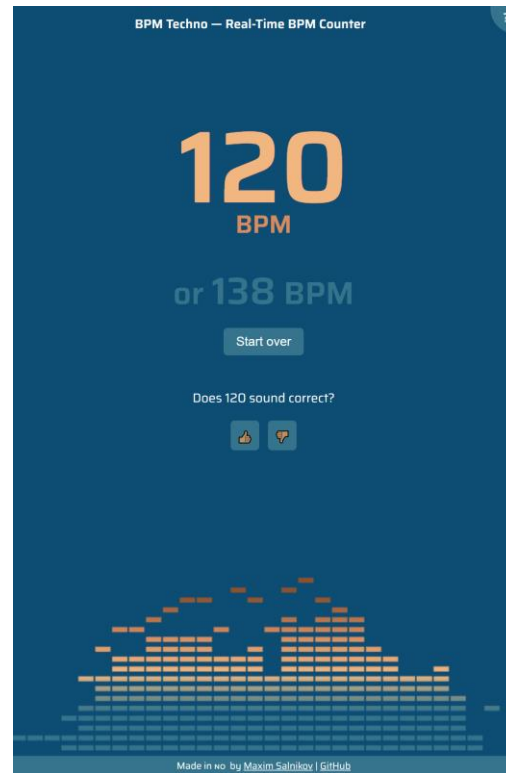 BPM Techno — Real-Time BPM Counter
120
BPM
or 138 BPM
Start over
Does 120 sound correct?
Made in NO by Maxim Salnikov | GitHub